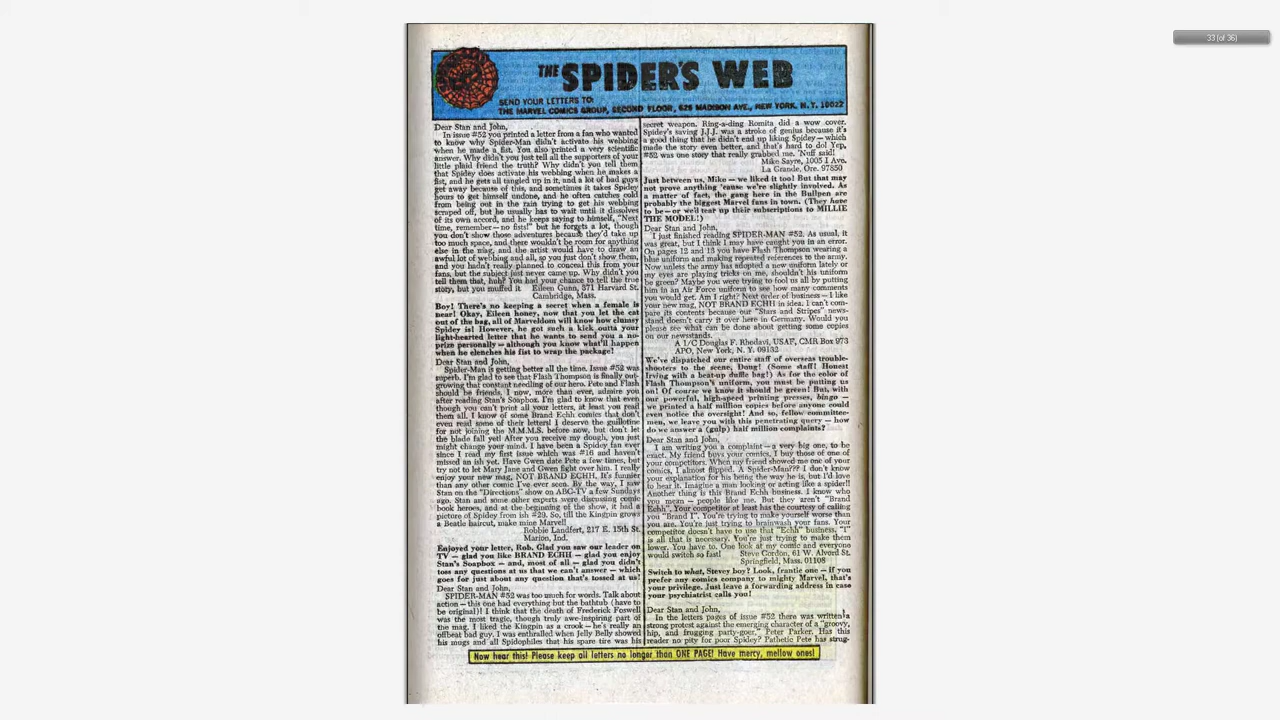 33 (of 36)
THE SPIDER'S WEB
SEND YOUR LETTERS TO:
THE MARVEL COMICS GROUP, SECOND FLOOR, 625 MADISON AVE., NEW YORK, N.Y. 10022
Dear Stan and John,
In issue #52 you printed a letter from a fan who wanted
to know why Spider-Man didn't activate his webbing
when he made a fist. You also printed a very scientific
answer. Why didn't you just tell all the supporters of your
little plaid friend the truth? Why didn't you tell them
that Spidey does activate his webbing when he makes a
fist, and he gets all tangled up in it, and a lot of bad guys
get away because of this, and sometimes it takes Spidey
hours to get himself undone, and he often catches cold
from being out in the rain trying to get his webbing
scraped off, but he usually has to wait until it dissolves
of its own accord, and he keeps saying to himself, "Next
time, remember — no fists!" but he forgets a lot, though
you don't show those adventures because they'd take up
too much space, and there wouldn't be room for anything
else in the mag, and the artist would have to draw an
awful lot of webbing and all, so you just don't show them,
and you hadn't really planned to conceal this from your
fans, but the subject just never came up. Why didn't you
tell them that, huh? You had your chance to tell the true
story, but you muffed it Eileen Gunn, 371 Harvard St.
Cambridge, Mass.
Boy! There's no keeping a secret when a female is
near! Okay, Eileen honey, now that you let the cat
out of the bag, all of Marveldom will know how clumsy
Spidey is! However, he got such a kick outta your
light-hearted letter that he wants to send you a no-
prize personally — although you know what'll happen
when he clenches his fist to wrap the package!
Dear Stan and John,
Spider-Man is getting better all the time. Issue #52 was
superb. I'm glad to see that Flash Thompson is finally out-
growing that constant needling of our hero. Pete and Flash
should be friends. I now, more than ever, admire you
after reading Stan's Soapbox. I'm glad to know that even
though you can't print all your letters, at least you read
them all. I know of some Brand Echh comics that don't
even read some of their letters! I deserve the guillotine
for not joining the M.M.M.S. before now, but don't let
the blade fall yet! After you receive my dough, you just
might change your mind. I have been a Spidey fan ever
since I read my first issue which was #16 and haven't
missed an ish yet. Have Gwen date Pete a few times, but
try not to let Mary Jane and Gwen fight over him. I really
enjoy your new mag, NOT BRAND ECHH. It's funnier
than any other comic I've ever seen. By the way, I saw
Stan on the "Directions" show on ABC-TV a few Sundays
ago. Stan and some other experts were discussing comic
book heroes, and at the beginning of the show, it had a
picture of Spidey from ish #29. So, till the Kingpin grows
a Beatle haircut, make mine Marvel!
Robbie Landfert, 217 E. 15th St.
Marion, Ind.
Enjoyed your letter, Rob. Glad you saw our leader on
TV — glad you like BRAND ECHH — glad you enjoy
Stan's Soapbox — and, most of all — glad you didn't
toss any questions at us that we can't answer — which
goes for just about any question that's tossed at us!
Dear Stan and John,
SPIDER-MAN #52 was too much for words. Talk about
action — this one had everything but the bathtub (have to
be original)! I think that the death of Frederick Foswell
was the most tragic, though truly awe-inspiring part of
the mag. I liked the Kingpin as a crook — he's really an
offbeat bad guy. I was enthralled when Jelly Belly showed
his mugs and all Spidophiles that his spare tire was his
secret weapon. Ring-a-ding Romita did a wow cover.
Spidey's saving J.J.J. was a stroke of genius because it's
a good thing that he didn't end up liking Spidey — which
made the story even better, and that's hard to do! Yep,
#52 was one story that really grabbed me. 'Nuff said!
Mike Sayre, 1005 I Ave.
La Grande, Ore. 97850
Just between us, Mike — we liked it too! But that may
not prove anything 'cause we're slightly involved. As
a matter of fact, the gang here in the Bullpen are
probably the biggest Marvel fans in town. (They have
to be — or we'll tear up their subscriptions to MILLIE
THE MODEL!)
Dear Stan and John,
I just finished reading SPIDER-MAN #52. As usual, it
was great, but I think I may have caught you in an error.
On pages 12 and 13 you have Flash Thompson wearing a
blue uniform and making repeated references to the army.
Now unless the army has adopted a new uniform lately or
my eyes are playing tricks on me, shouldn't his uniform
be green? Maybe you were trying to fool us all by putting
him in an Air Force uniform to see how many comments
you would get. Am I right? Next order of business — I like
your new mag, NOT BRAND ECHH in idea. I can't com-
pare its contents because our "Stars and Stripes" news-
stand doesn't carry it over here in Germany. Would you
please see what can be done about getting some copies
on our newsstands.
A 1/C Douglas F. Rhodavi, USAF, CMR Box 973
APO, New York, N. Y. 09132
We've dispatched our entire staff of overseas trouble-
shooters to the scene, Doug! (Some staff! Honest
Irving with a beat-up duffle bag!) As for the color of
Flash Thompson's uniform, you must be putting us
on! Of course we know it should be green! But, with
our powerful, high-speed printing presses, bingo —
we printed a half million copies before anyone could
even notice the oversight! And so, fellow committee-
men, we leave you with this penetrating query — how
do we answer a (gulp) half million complaints?
Dear Stan and John,
I am writing you a complaint — a very big one, to be
exact. My friend buys your comics, I buy those of one of
your competitors. When my friend showed me one of your
comics, I almost flipped. A Spider-Man??? I don't know
your explanation for his being the way he is, but I'd love
to hear it. Imagine a man looking or acting like a spider!!
Another thing is this Brand Echh business. I know who
you mean — people like me. But they aren't "Brand
Echh". Your competitor at least has the courtesy of calling
you "Brand I". You're trying to make yourself worse than
you are. You're just trying to brainwash your fans. Your
competitor doesn't have to use that "Echh" business. "I"
is all that is necessary. You're just trying to make them
lower. You have to. One look at my comic and everyone
would switch so fast! Steve Gordon, 61 W. Alvord St.
Springfield, Mass. 01108
Switch to what, Stevey boy? Look, frantic one — if you
prefer any comics company to mighty Marvel, that's
your privilege. Just leave a forwarding address in case
your psychiatrist calls you!
Dear Stan and John,
In the letters pages of issue #52 there was written a
strong protest against the emerging character of a "groovy,
hip, and frugging party-goer," Peter Parker. Has this
reader no pity for poor Spidey? Pathetic Pete has strug-
Now hear this! Please keep all letters no longer than ONE PAGE! Have mercy, mellow ones!